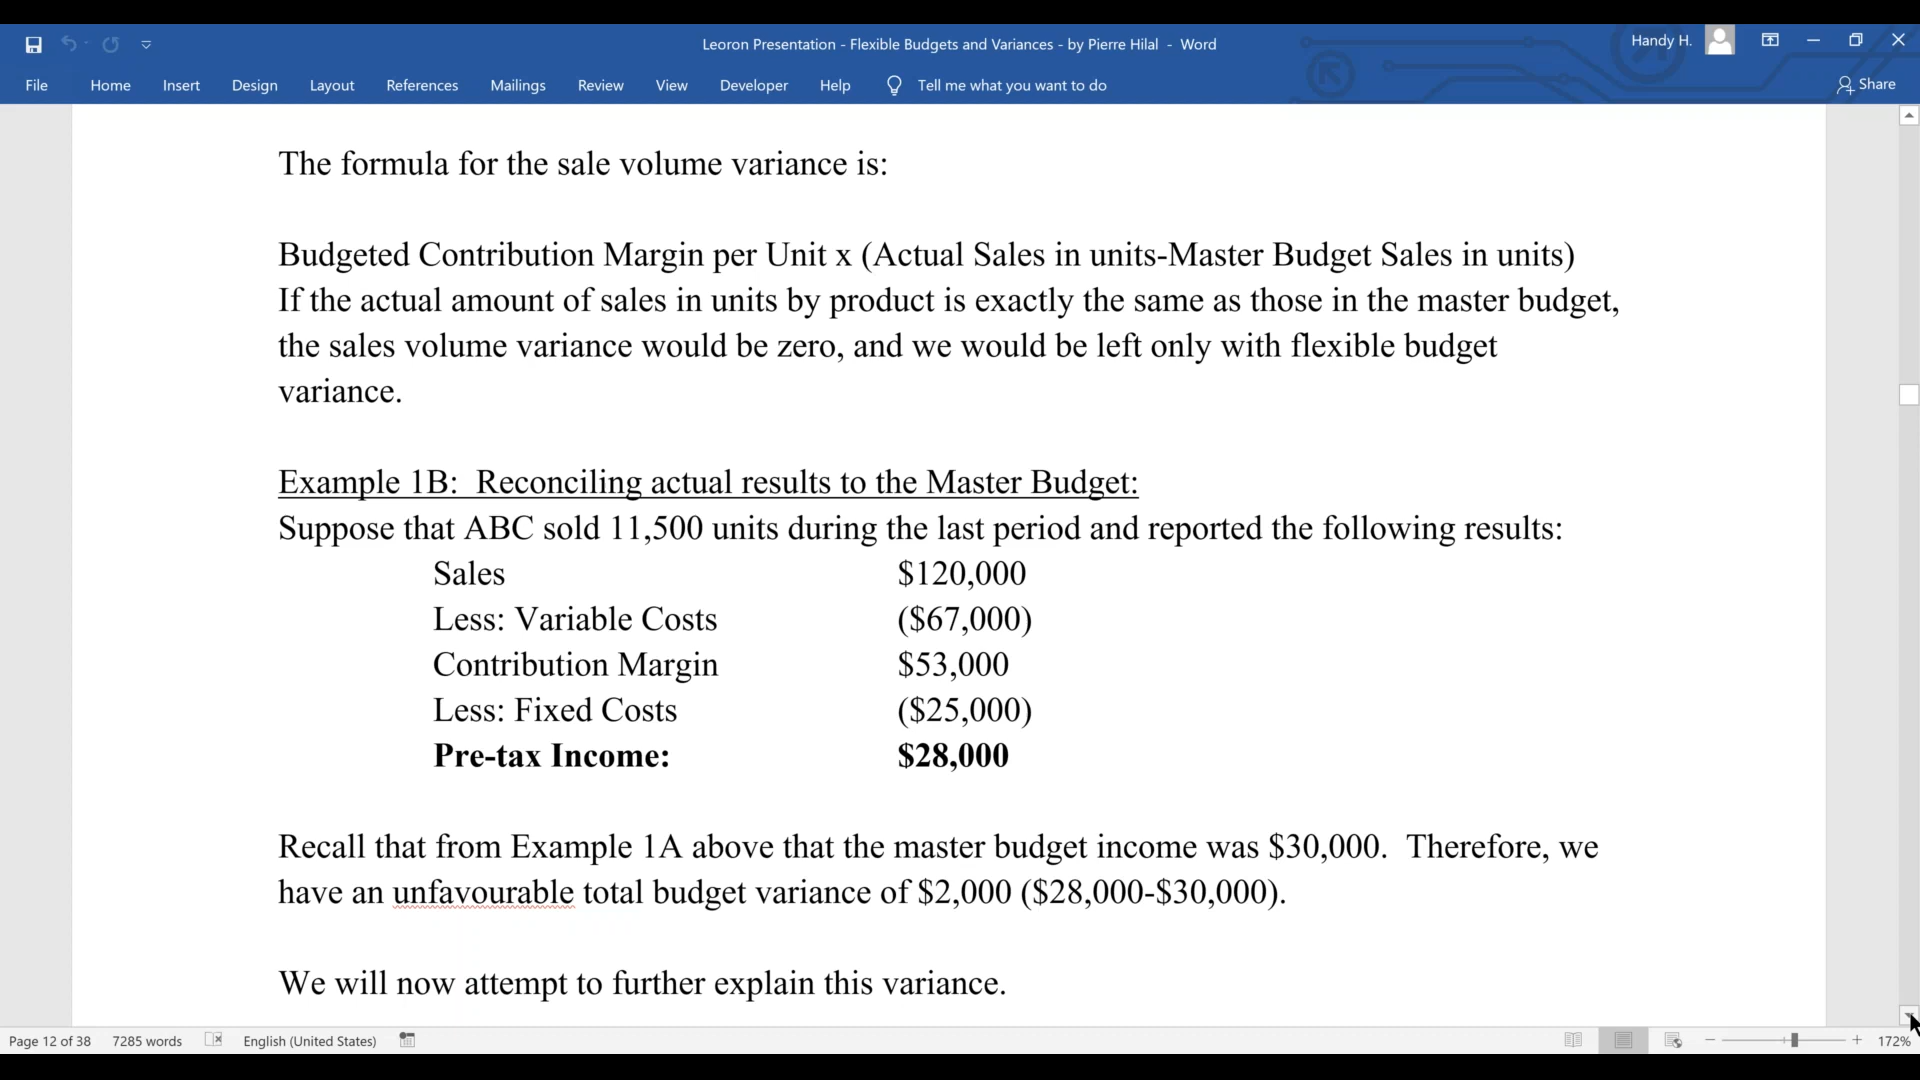 Leoron Presentation - Flexible Budgets and Variances - by Pierre Hilal - Word
Handy H.
File Home Insert Design Layout References Mailings Review View Developer Help Tell me what you want to do Share
The formula for the sale volume variance is:
Budgeted Contribution Margin per Unit x (Actual Sales in units-Master Budget Sales in units)
If the actual amount of sales in units by product is exactly the same as those in the master budget,
the sales volume variance would be zero, and we would be left only with flexible budget
variance.
Example 1B: Reconciling actual results to the Master Budget:
Suppose that ABC sold 11,500 units during the last period and reported the following results:
Sales $120,000
Less: Variable Costs ($67,000)
Contribution Margin $53,000
Less: Fixed Costs ($25,000)
Pre-tax Income: $28,000
Recall that from Example 1A above that the master budget income was $30,000. Therefore, we
have an unfavourable total budget variance of $2,000 ($28,000-$30,000).
We will now attempt to further explain this variance.
Page 12 of 38 7285 words English (United States) 172%